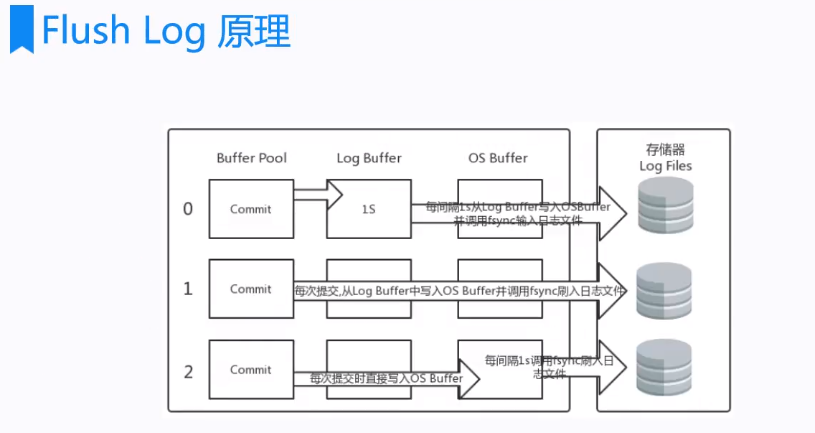 Flush Log 原理
存储器
Buffer Pool Log Buffer OS Buffer Log Files
0 Commit 1S 每间隔1s从Log Buffer写入OSBuffer
并调用fsync输入日志文件
1 Commit 每次提交,从Log Buffer中写入OS Buffer并调用fsync刷入日志文件
每间隔1s调用fsync刷入日
志文件
2 Commit 每次提交时直接写入OS Buffer